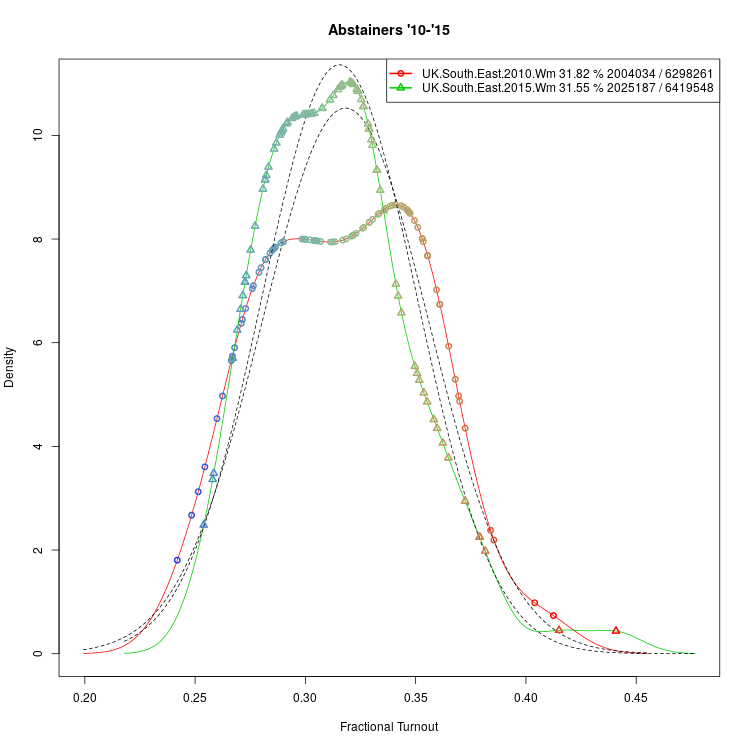 Abstainers '10-'15
UK.South.East.2010.Wm 31.82 % 2004034 / 6298261
UK.South.East.2015.Wm 31.55 % 2025187 / 6419548
Density
10
8
6
4
2
0
0.20 0.25 0.30 0.35 0.40 0.45
Fractional Turnout